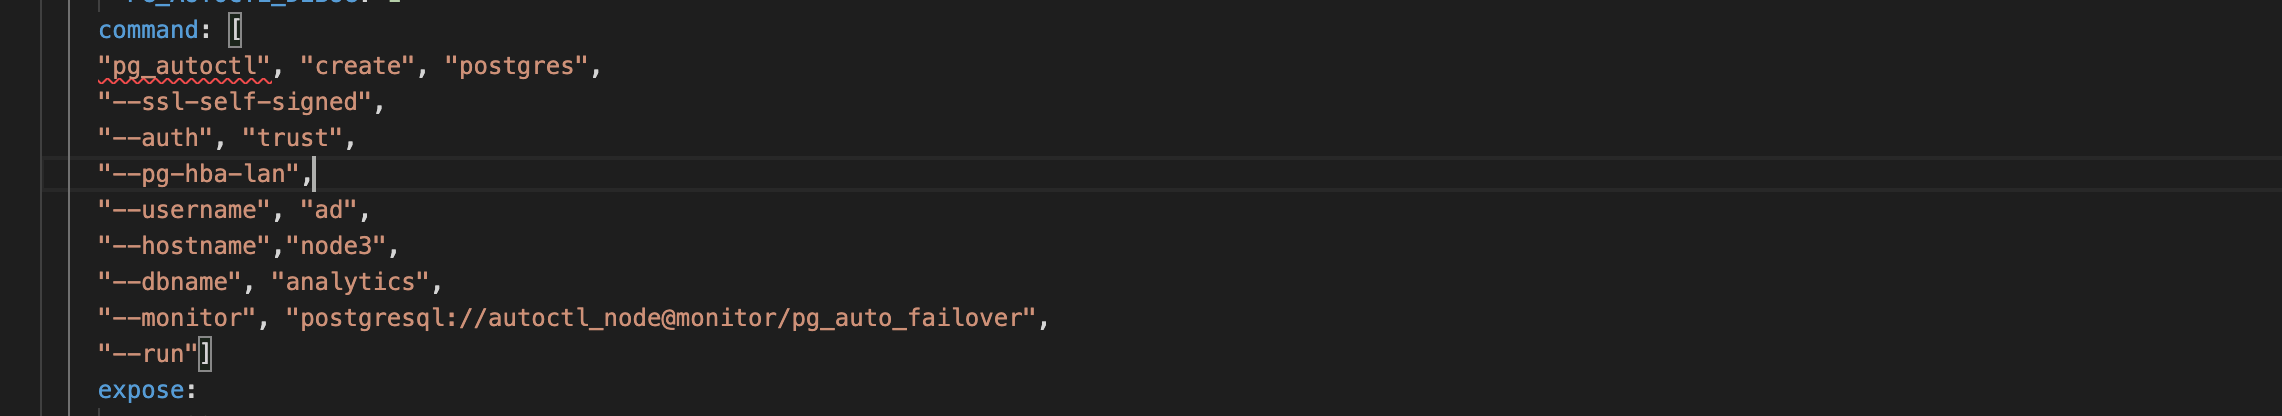 command: [
"pg_autoctl", "create", "postgres",
"--ssl-self-signed",
"--auth", "trust",
"--pg-hba-lan",
"--username", "ad",
"--hostname","node3",
"--dbname", "analytics",
"--monitor", "postgresql://autoctl_node@monitor/pg_auto_failover",
"--run"]
expose: